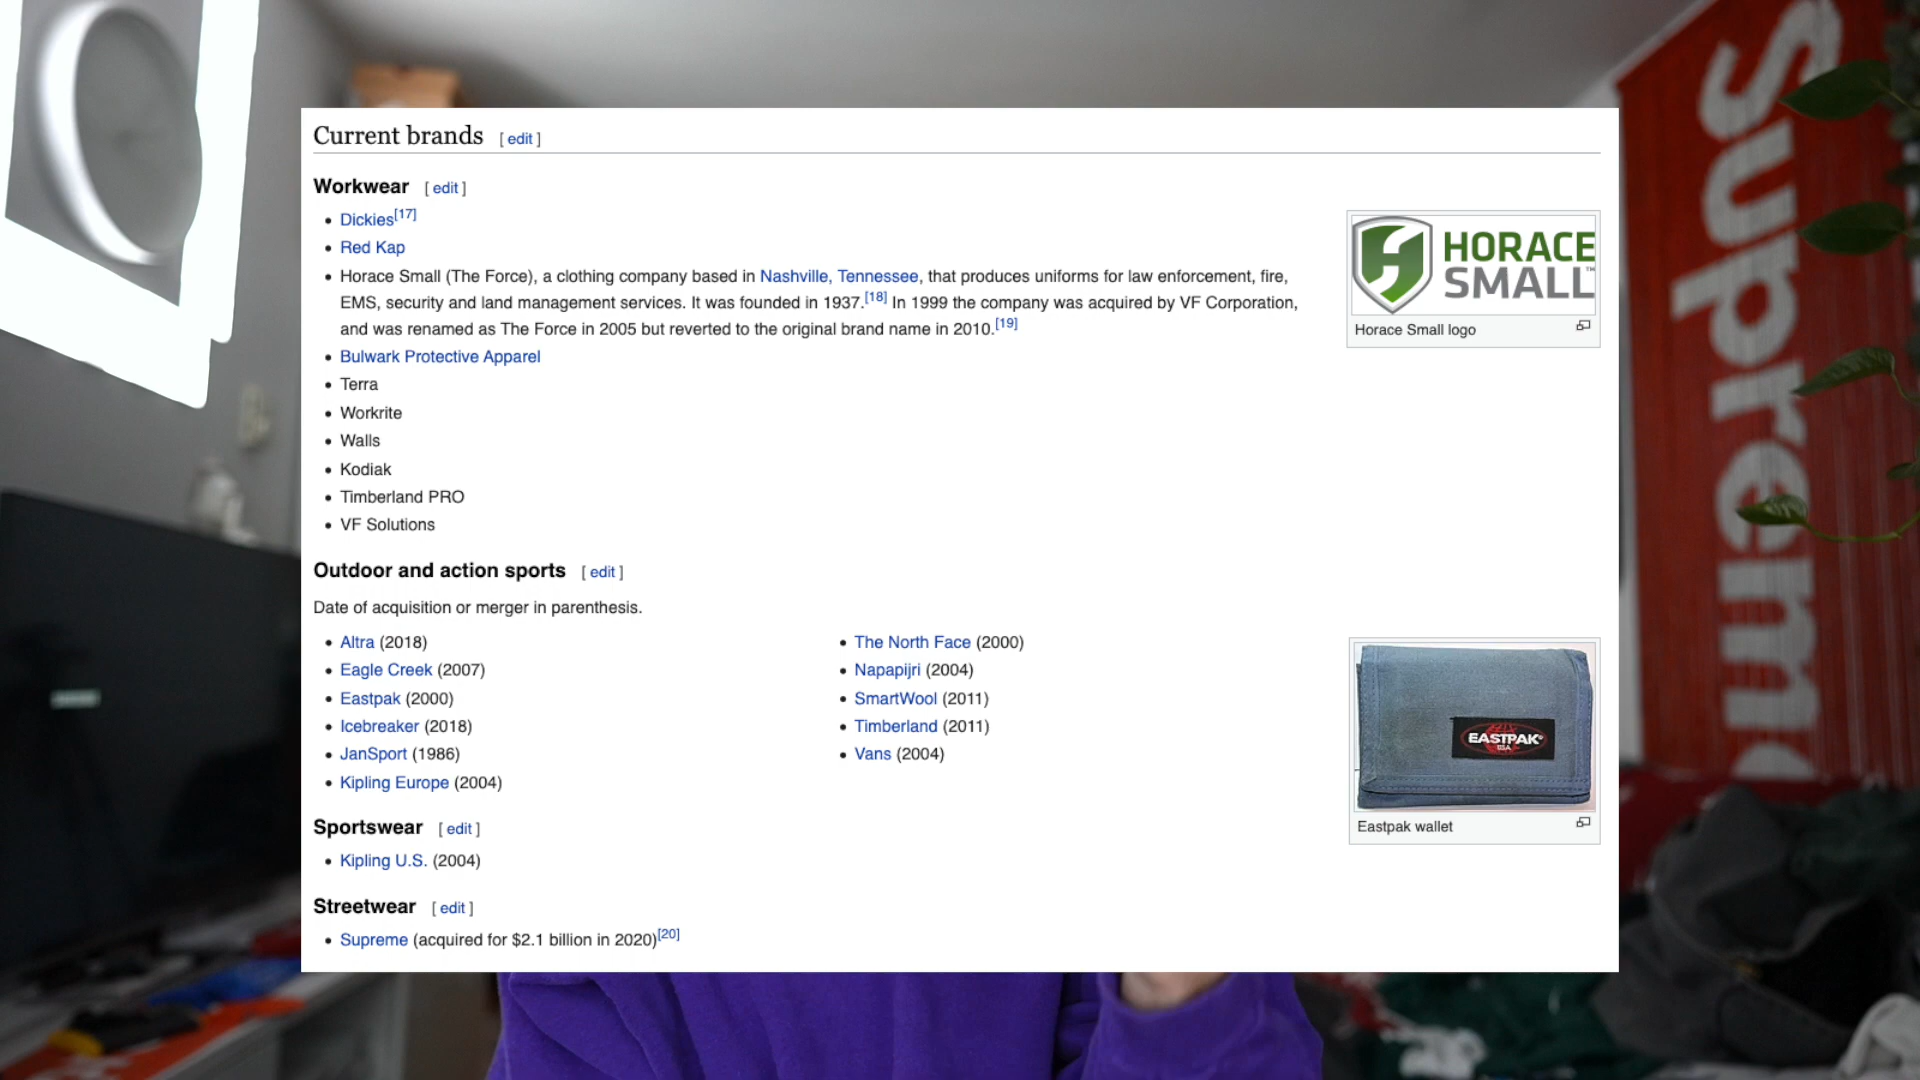 Current brands [ edit ]
Workwear [ edit ]
Dickies[17]
Red Kap
Horace Small (The Force), a clothing company based in Nashville, Tennessee, that produces uniforms for law enforcement, fire,
EMS, security and land management services. It was founded in 1937.[18] In 1999 the company was acquired by VF Corporation,
and was renamed as The Force in 2005 but reverted to the original brand name in 2010.[19]
Bulwark Protective Apparel
Terra
Workrite
Walls
Kodiak
Timberland PRO
VF Solutions
HORACE
SMALL™
Horace Small logo
Outdoor and action sports [ edit ]
Date of acquisition or merger in parenthesis.
Altra (2018)
Eagle Creek (2007)
Eastpak (2000)
Icebreaker (2018)
JanSport (1986)
Kipling Europe (2004)
The North Face (2000)
Napapijri (2004)
SmartWool (2011)
Timberland (2011)
Vans (2004)
EASTPAK®
USA
Eastpak wallet
Sportswear [ edit ]
Kipling U.S. (2004)
Streetwear [ edit ]
Supreme (acquired for $2.1 billion in 2020)[20]
Supreme